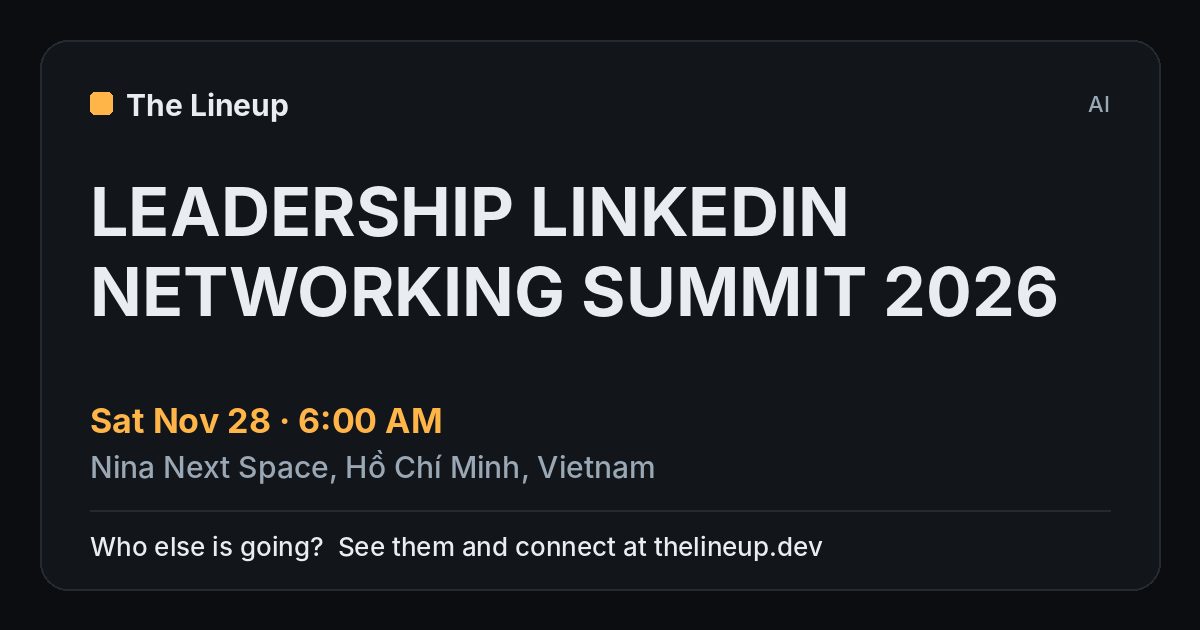 The Lineup
AI
LEADERSHIP LINKEDIN
NETWORKING SUMMIT 2026
Sat Nov 28 · 6:00 AM
Nina Next Space, Hồ Chí Minh, Vietnam
Who else is going? See them and connect at thelineup.dev